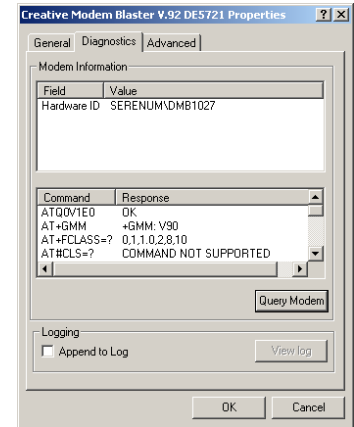 Creative Modem Blaster V.92 DE5721 Properties
General Diagnostics Advanced
Modem Information
Field Value
Hardware ID SERENUM\DMB1027
Command Response
ATQ0V1E0 OK
AT+GMM +GMM: V90
AT+FCLASS=? 0,1,1.0,2,8,10
AT#CLS=? COMMAND NOT SUPPORTED
Query Modem
Logging
Append to Log View log
OK Cancel